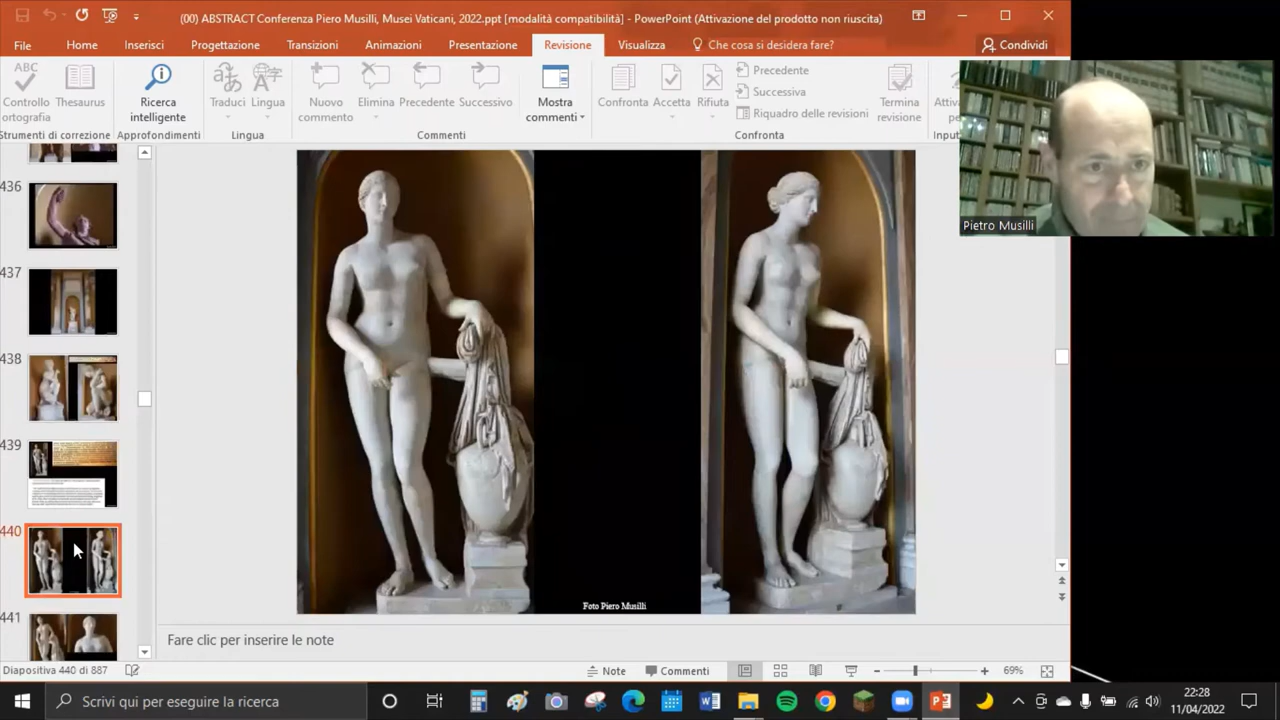 (00) ABSTRACT Conferenza Piero Musilli, Musei Vaticani, 2022.ppt [modalità compatibilità] - PowerPoint (Attivazione del prodotto non riuscita)
File Home Inserisci Progettazione Transizioni Animazioni Presentazione Revisione Visualizza Che cosa si desidera fare? Condividi
ABC
Controllo
ortografia
Thesaurus
Strumenti di correzione
Ricerca
intelligente
Approfondimenti
Traduci
Lingua
Lingua
Nuovo
commento
Elimina
Precedente
Successivo
Mostra
commenti
Commenti
Confronta
Accetta
Rifiuta
Precedente
Successiva
Riquadro delle revisioni
Confronta
Termina
revisione
Pietro Musilli
436
437
438
439
440
441
Foto Piero Musilli
Fare clic per inserire le note
Diapositiva 440 di 887
Note
Commenti
69%
Scrivi qui per eseguire la ricerca
22:28
11/04/2022